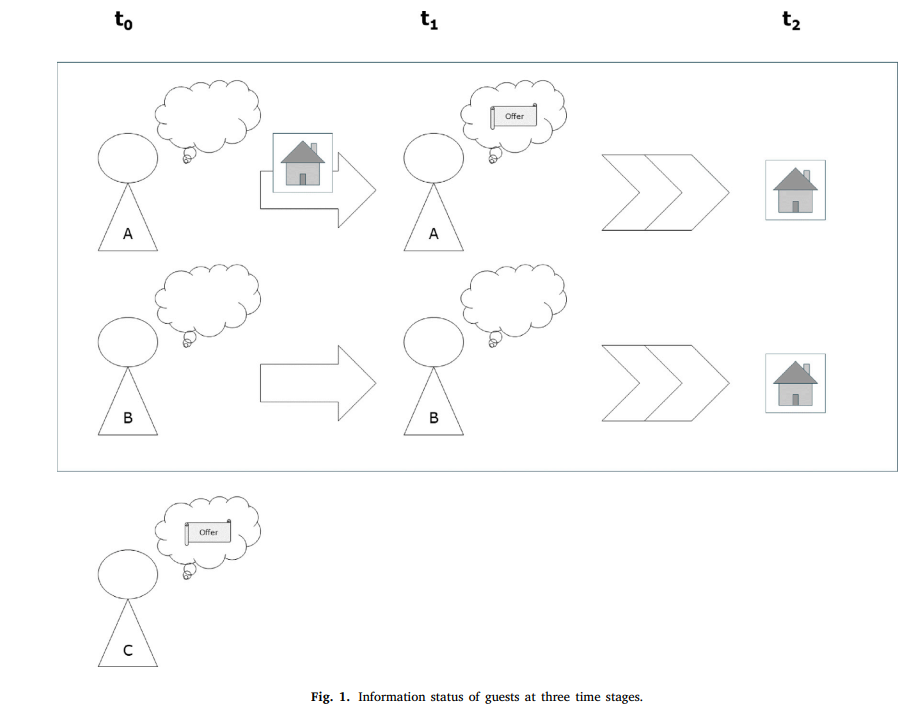 t0 t1 t2
Offer
A A
B B
Offer
C
Fig. 1. Information status of guests at three time stages.